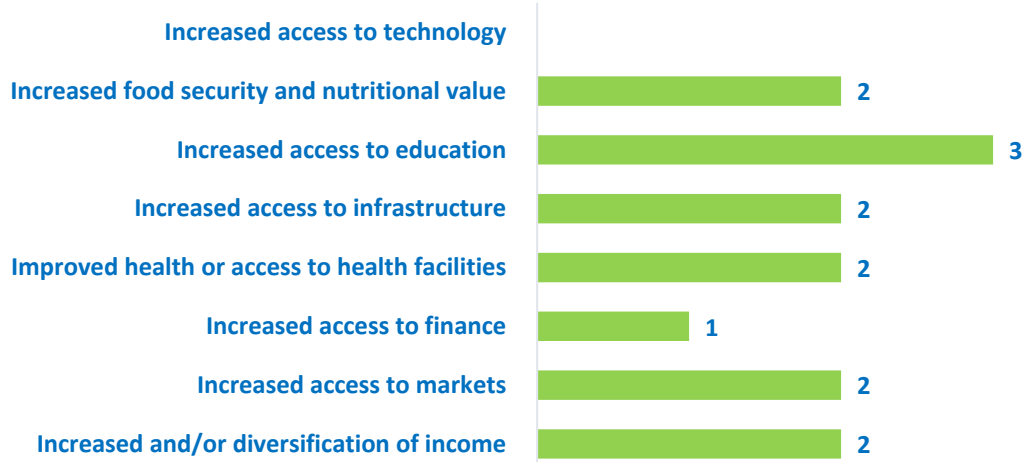 Increased access to technology
Increased food security and nutritional value 2
Increased access to education 3
Increased access to infrastructure 2
Improved health or access to health facilities 2
Increased access to finance 1
Increased access to markets 2
Increased and/or diversification of income 2